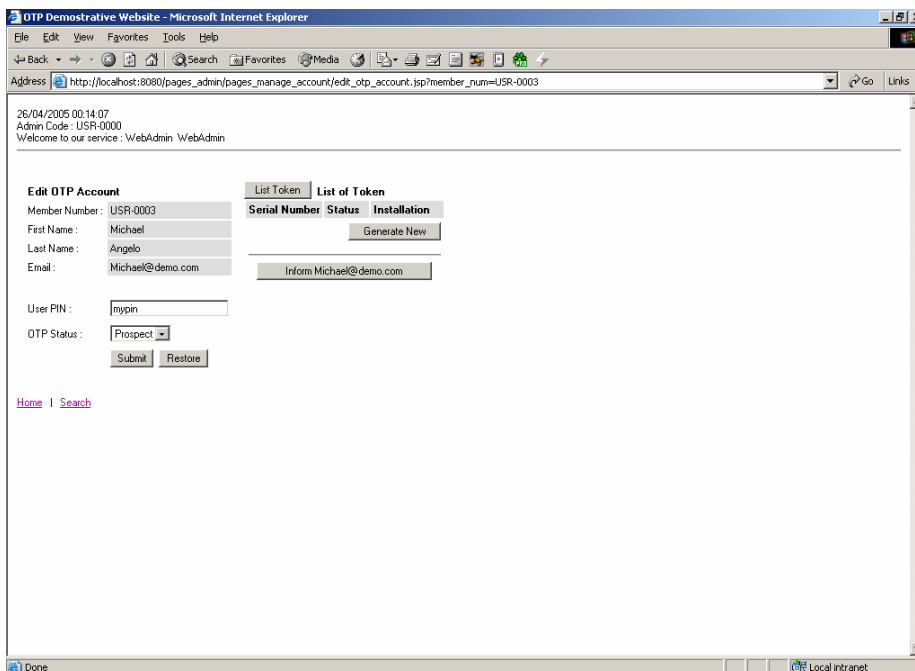 OTP Demostrative Website - Microsoft Internet Explorer
File Edit View Favorites Tools Help
Back Search Favorites Media
Address http://localhost:8080/pages_admin/pages_manage_account/edit_otp_account.jsp?member_num=USR-0003 Go Links
26/04/2005 00:14:07
Admin Code : USR-0000
Welcome to our service : WebAdmin WebAdmin
Edit OTP Account
Member Number : USR-0003
First Name : Michael
Last Name : Angelo
Email : Michael@demo.com
User PIN : mypin
OTP Status : Prospect
Submit Restore
List Token List of Token
Serial Number Status Installation
Generate New
Inform Michael@demo.com
Home | Search
Done Local intranet